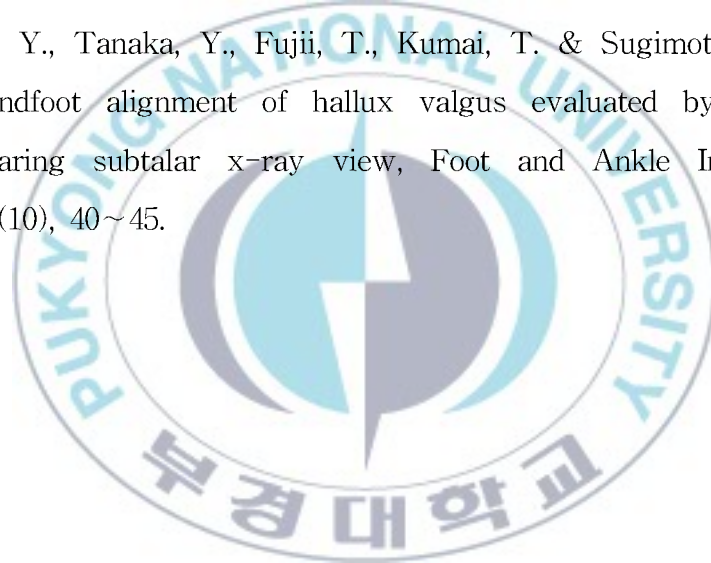 Y., Tanaka, Y., Fujii, T., Kumai, T. & Sugimot
ndfoot alignment of hallux valgus evaluated by
aring subtalar x-ray view, Foot and Ankle I
(10), 40~45.
PUKYONG NATIONAL UNIVERSITY
부경대학교